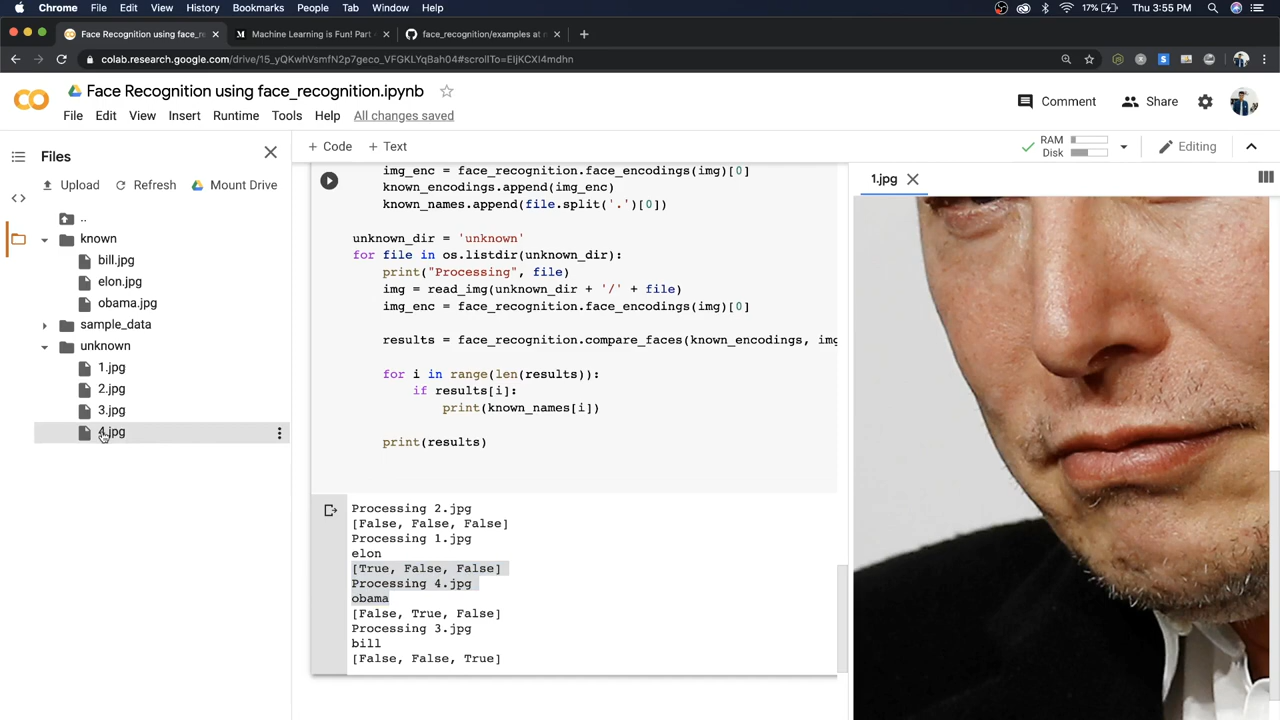 Chrome File Edit View History Bookmarks People Tab Window Help 17% Thu 3:55 PM
Face Recognition using face_re
Machine Learning is Fun! Part
face_recognition/examples at
colab.research.google.com/drive/15_yQKwhVsmfN2p7geco_VFGKLYqBah04#scrollTo=EIjKCXI4mdhn
CO Face Recognition using face_recognition.ipynb
Comment Share
File Edit View Insert Runtime Tools Help All changes saved
Files
+ Code + Text
RAM
Disk
Editing
Upload Refresh Mount Drive
1.jpg
..
known
bill.jpg
elon.jpg
obama.jpg
sample_data
unknown
1.jpg
2.jpg
3.jpg
4.jpg
img_enc = face_recognition.face_encodings(img)[0]
known_encodings.append(img_enc)
known_names.append(file.split('.')[0])
unknown_dir = 'unknown'
for file in os.listdir(unknown_dir):
print("Processing", file)
img = read_img(unknown_dir + '/' + file)
img_enc = face_recognition.face_encodings(img)[0]
results = face_recognition.compare_faces(known_encodings, img
for i in range(len(results)):
if results[i]:
print(known_names[i])
print(results)
Processing 2.jpg
[False, False, False]
Processing 1.jpg
elon
[True, False, False]
Processing 4.jpg
obama
[False, True, False]
Processing 3.jpg
bill
[False, False, True]